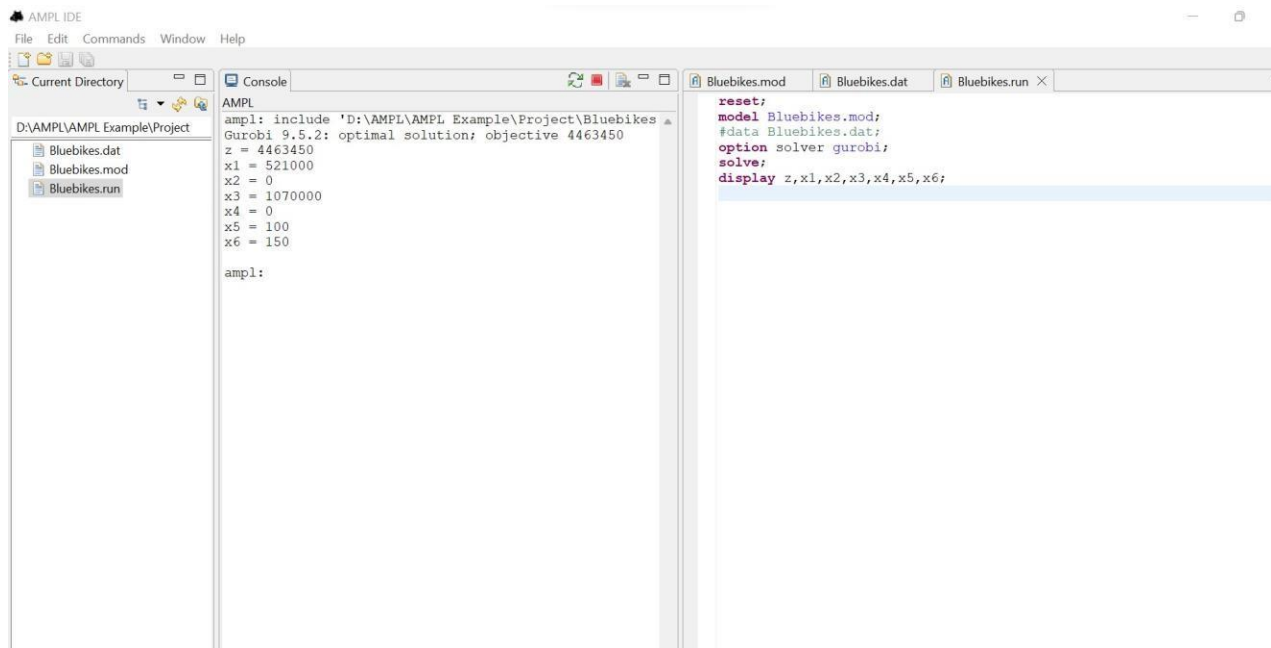 AMPL IDE
File Edit Commands Window Help
Current Directory
D:\AMPL\AMPL Example\Project
Bluebikes.dat
Bluebikes.mod
Bluebikes.run
Console
AMPL
ampl: include 'D:\AMPL\AMPL Example\Project\Bluebikes
Gurobi 9.5.2: optimal solution; objective 4463450
z = 4463450
x1 = 521000
x2 = 0
x3 = 1070000
x4 = 0
x5 = 100
x6 = 150
ampl:
Bluebikes.mod Bluebikes.dat Bluebikes.run
reset;
model Bluebikes.mod;
#data Bluebikes.dat;
option solver gurobi;
solve;
display z,x1,x2,x3,x4,x5,x6;